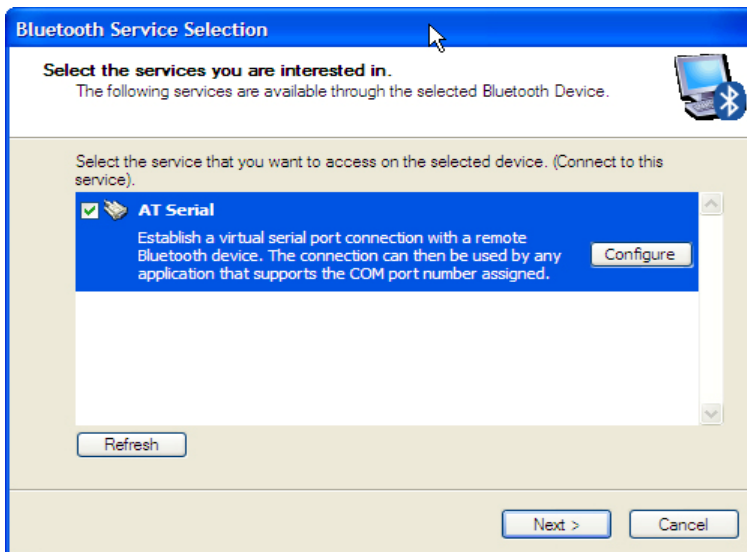 Bluetooth Service Selection
Select the services you are interested in.
The following services are available through the selected Bluetooth Device.
Select the service that you want to access on the selected device. (Connect to this
service).
AT Serial
Establish a virtual serial port connection with a remote
Bluetooth device. The connection can then be used by any
application that supports the COM port number assigned.
Configure
Refresh
Next >
Cancel